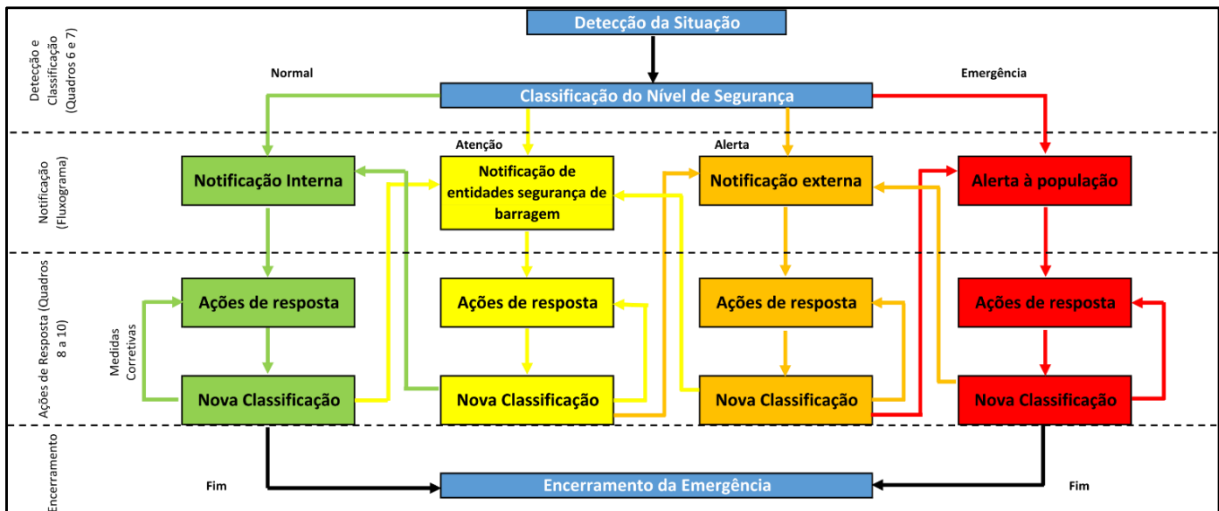 Detecção da Situação
Detecção e
Classificação
(Quadros 6 e 7)
Normal
Emergência
Classificação do Nível de Segurança
Atenção
Alerta
Notificação
(Fluxograma)
Notificação Interna
Notificação de
entidades segurança de
barragem
Notificação externa
Alerta à população
Ações de Resposta (Quadros
8 a 10)
Medidas
Corretivas
Ações de resposta
Ações de resposta
Ações de resposta
Ações de resposta
Nova Classificação
Nova Classificação
Nova Classificação
Nova Classificação
Encerramento
Fim
Encerramento da Emergência
Fim